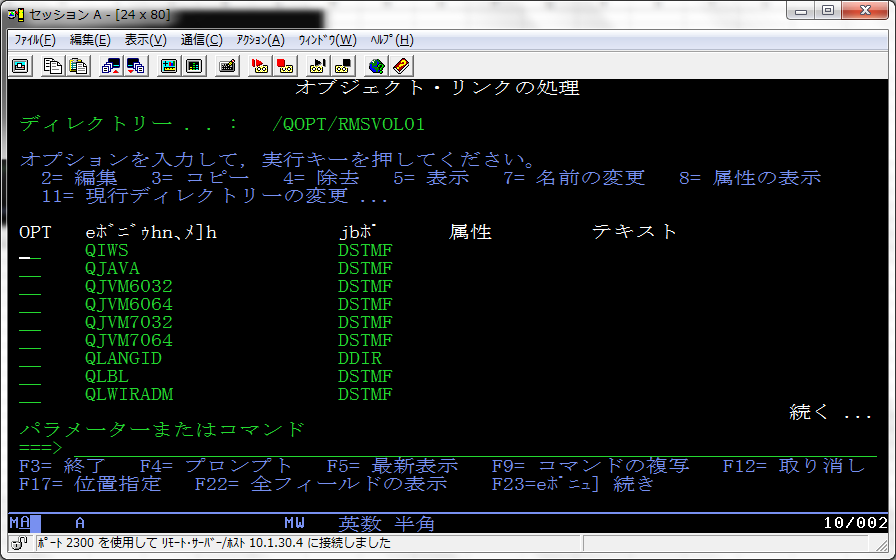 セッション A - [24 x 80]
ﾌｧｲﾙ(F) 編集(E) 表示(V) 通信(C) ｱｸｼｮﾝ(A) ｳｨﾝﾄﾞｳ(W) ﾍﾙﾌﾟ(H)
オブジェクト・リンクの処理
ディレクトリー . . : /QOPT/RMSVOL01
オプションを入力して, 実行キーを押してください。
2= 編集 3= コピー 4= 除去 5= 表示 7= 名前の変更 8= 属性の表示
11= 現行ディレクトリーの変更 ...
OPT eﾎﾞﾆﾞｩhn､ﾒ]h jbﾎﾞ 属性 テキスト
__ QIWS DSTMF
__ QJAVA DSTMF
__ QJVM6032 DSTMF
__ QJVM6064 DSTMF
__ QJVM7032 DSTMF
__ QJVM7064 DSTMF
__ QLANGID DDIR
__ QLBL DSTMF
__ QLWIRADM DSTMF
続く ...
パラメーターまたはコマンド
===>
F3= 終了 F4= プロンプト F5= 最新表示 F9= コマンドの複写 F12= 取り消し
F17= 位置指定 F22= 全フィールドの表示 F23=eﾎﾞﾆｭ] 続き
MA A MW 英数 半角 10/002
ﾎﾟｰﾄ 2300 を使用して ﾘﾓｰﾄ･ｻｰﾊﾞｰ/ﾎｽﾄ 10.1.30.4 に接続しました